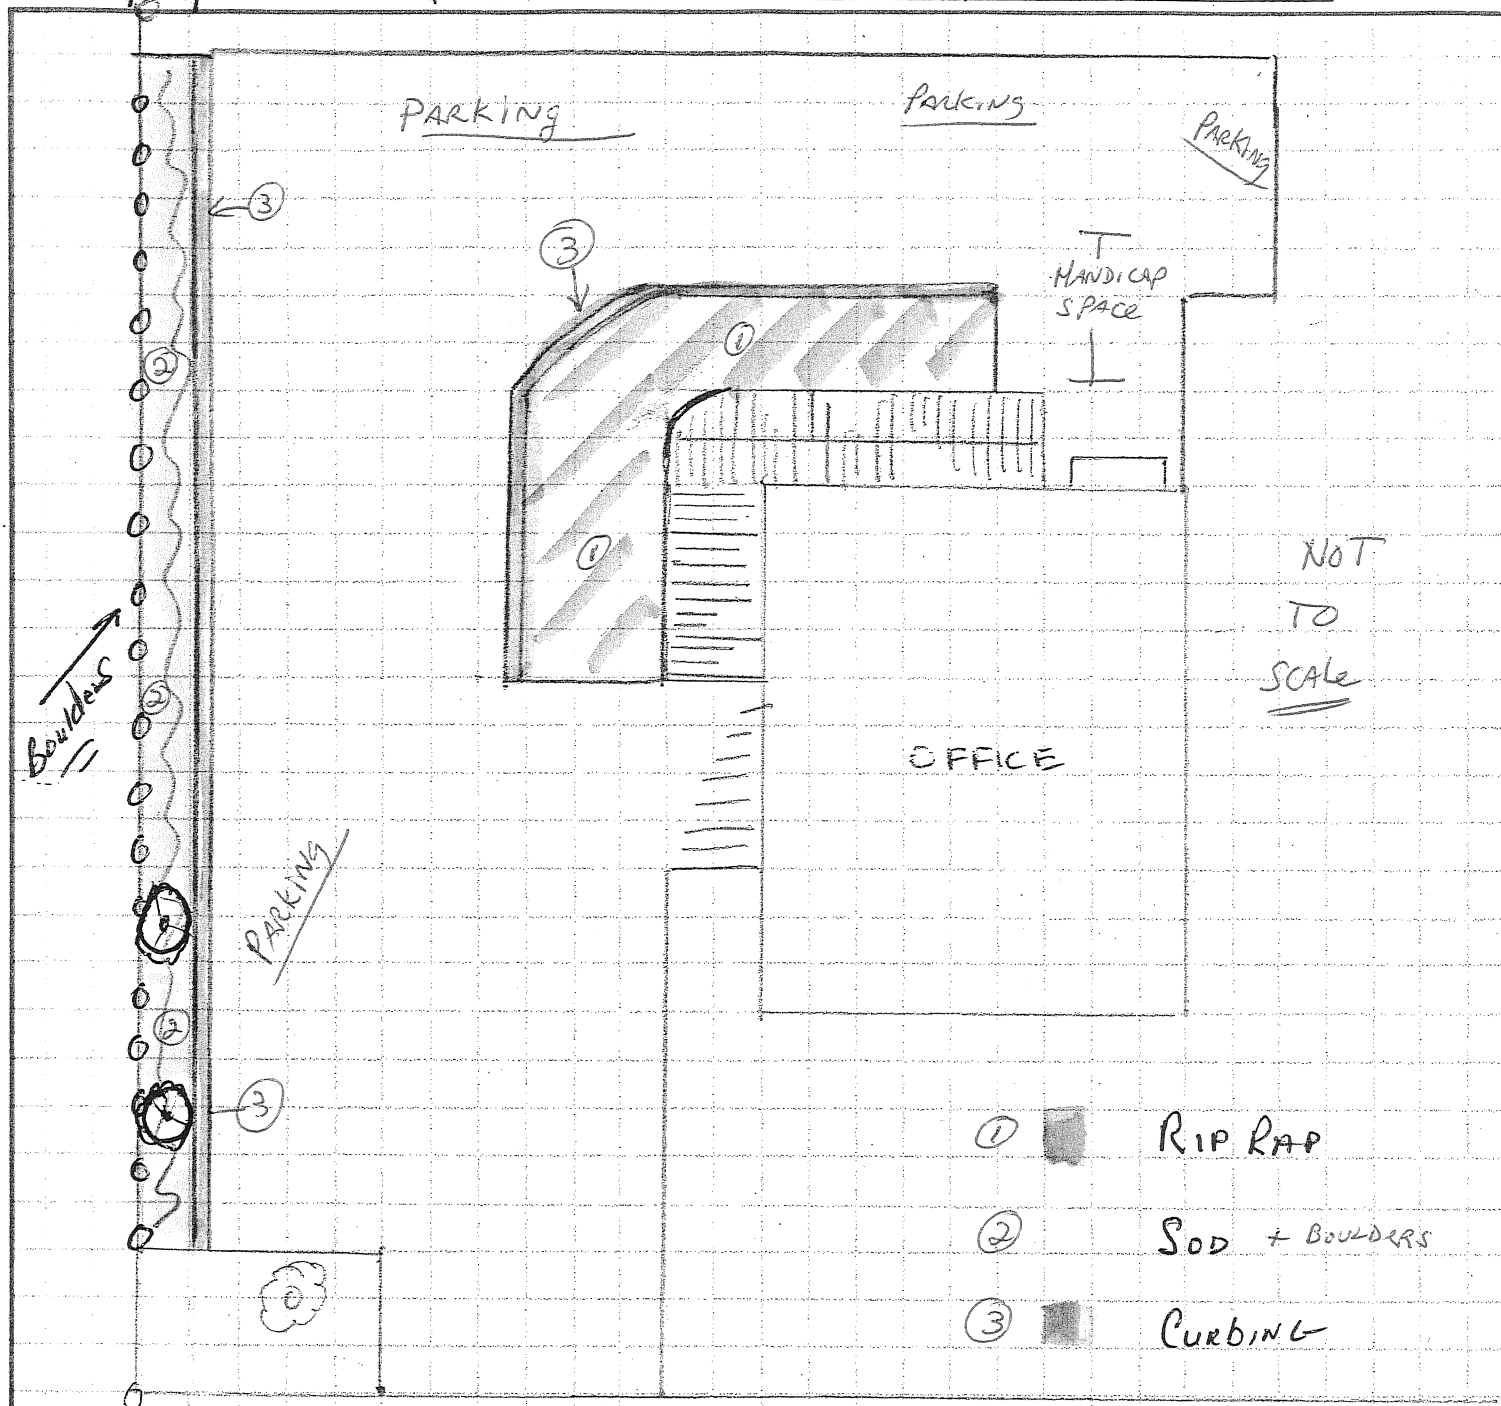 PARKING
PARKING
PARKING
3
3
HANDICAP
SPACE
1
2
1
NOT
TO
SCALE
Boulders
2
OFFICE
PARKING
2
3
1 RIP RAP
2 SOD + BOULDERS
3 CURBING